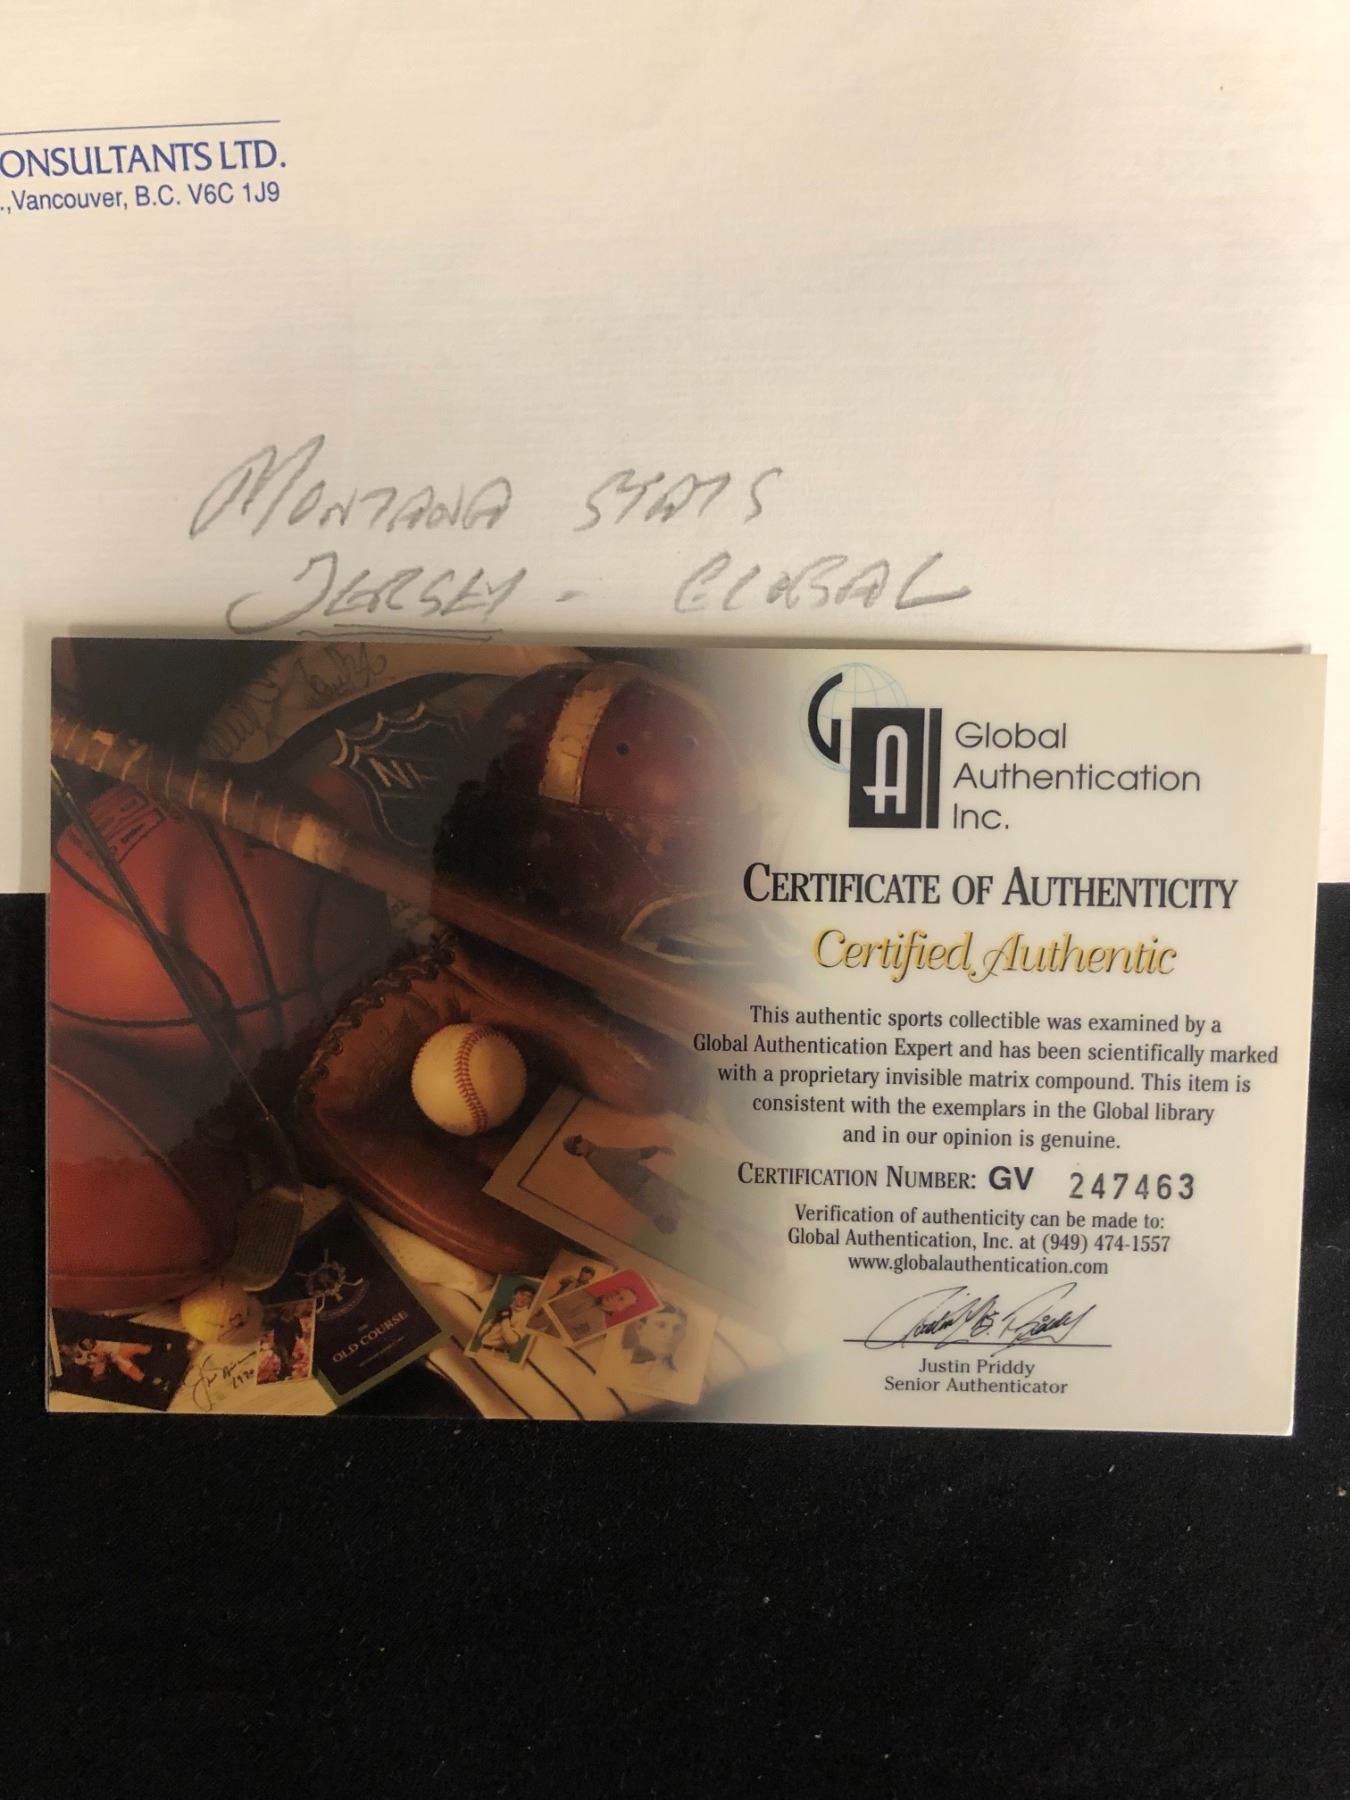 ONSULTANTS LTD.
., Vancouver, B.C. V6C 1J9
MONTANA STATS
JERSEY - GLOBAL
NH
GAI
Global
Authentication
Inc.
CERTIFICATE OF AUTHENTICITY
Certified Authentic
This authentic sports collectible was examined by a
Global Authentication Expert and has been scientifically marked
with a proprietary invisible matrix compound. This item is
consistent with the exemplars in the Global library
and in our opinion is genuine.
CERTIFICATION NUMBER: GV 247463
Verification of authenticity can be made to:
Global Authentication, Inc. at (949) 474-1557
www.globalauthentication.com
Justin Priddy
Senior Authenticator
OLD COURSE